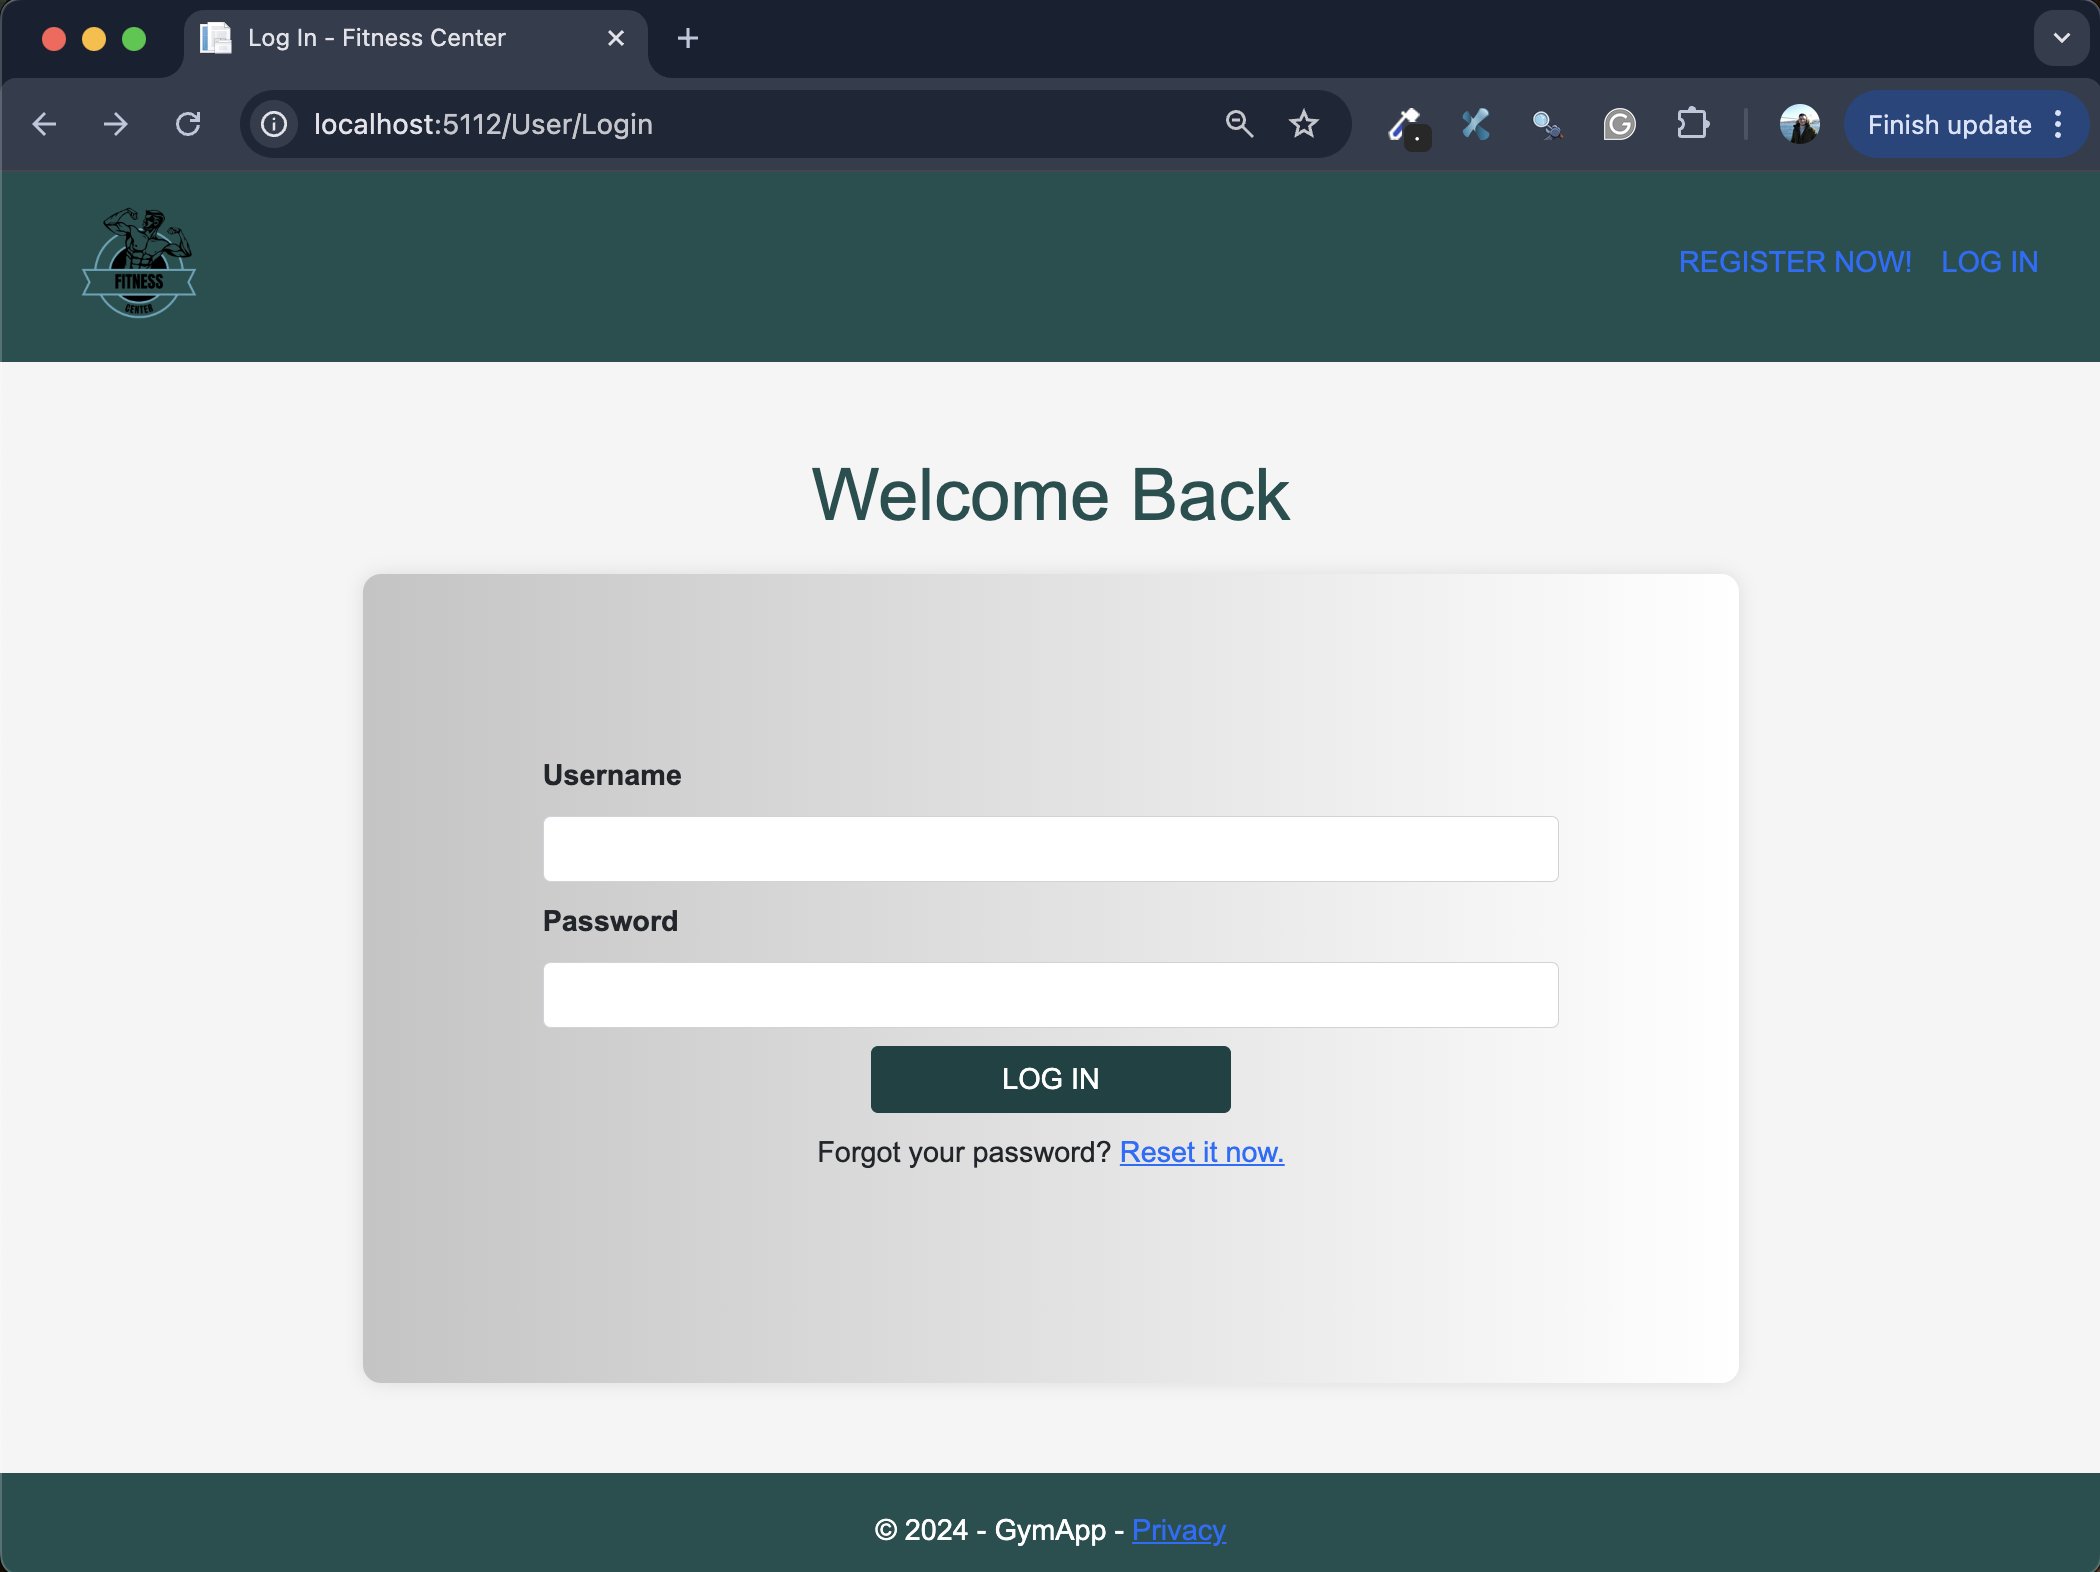 Log In - Fitness Center
localhost:5112/User/Login
Finish update
FITNESS
CENTER
REGISTER NOW! LOG IN
Welcome Back
Username
Password
LOG IN
Forgot your password? Reset it now.
© 2024 - GymApp - Privacy